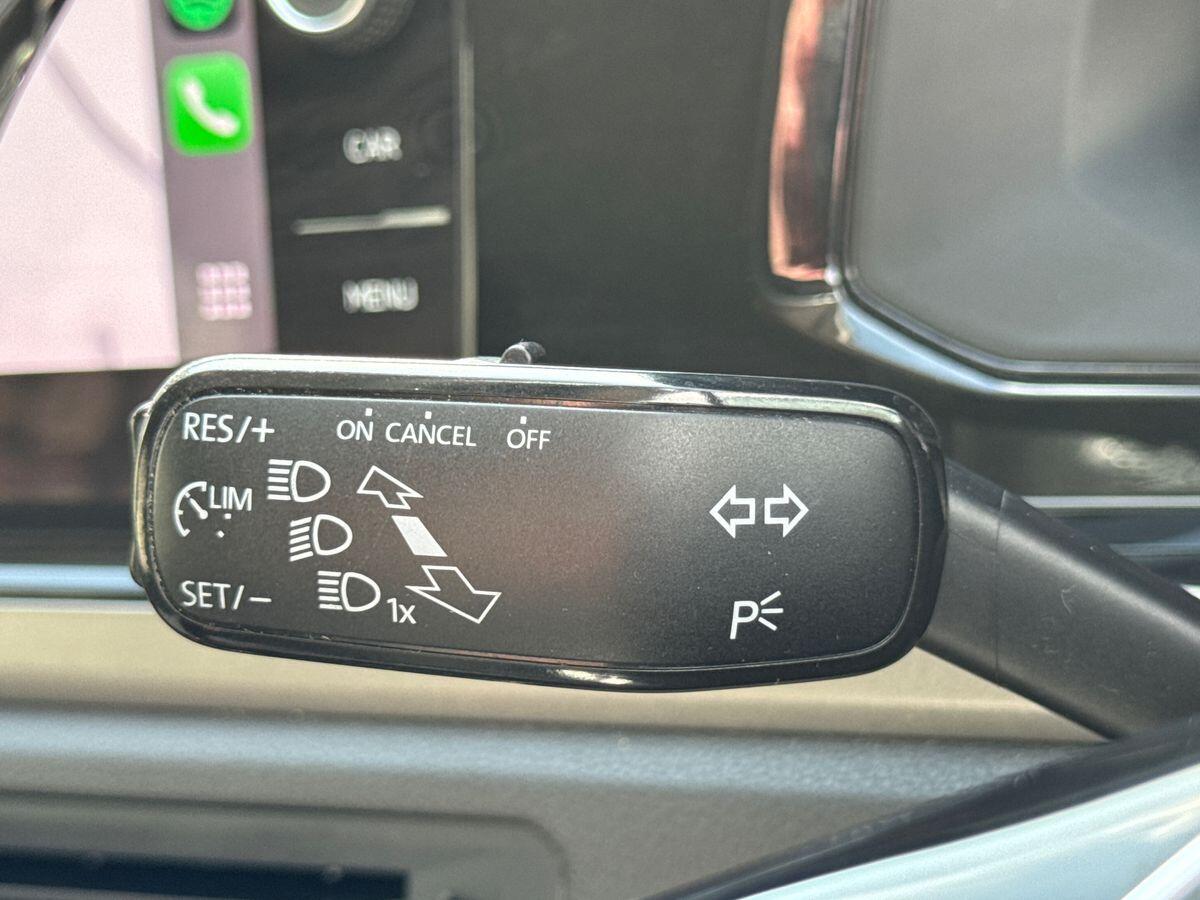 CAR
MENU
RES/+
ON CANCEL OFF
LIM
SET/−
1x
P